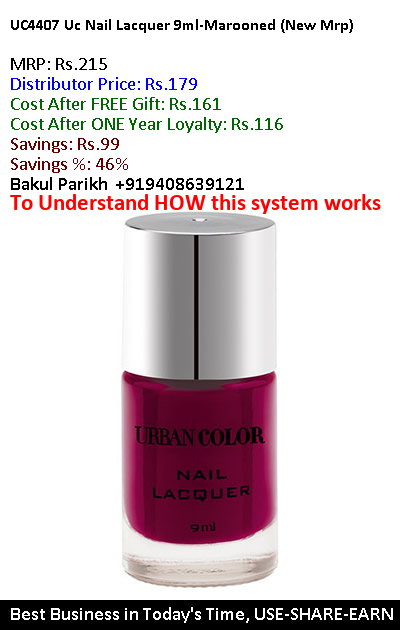 UC4407 Uc Nail Lacquer 9ml-Marooned (New Mrp)
MRP: Rs.215
Distributor Price: Rs.179
Cost After FREE Gift: Rs.161
Cost After ONE Year Loyalty: Rs.116
Savings: Rs.99
Savings %: 46%
Bakul Parikh +919408639121
To Understand HOW this system works
URBAN COLOR
NAIL
LACQUER
9ml
Best Business in Today's Time, USE-SHARE-EARN